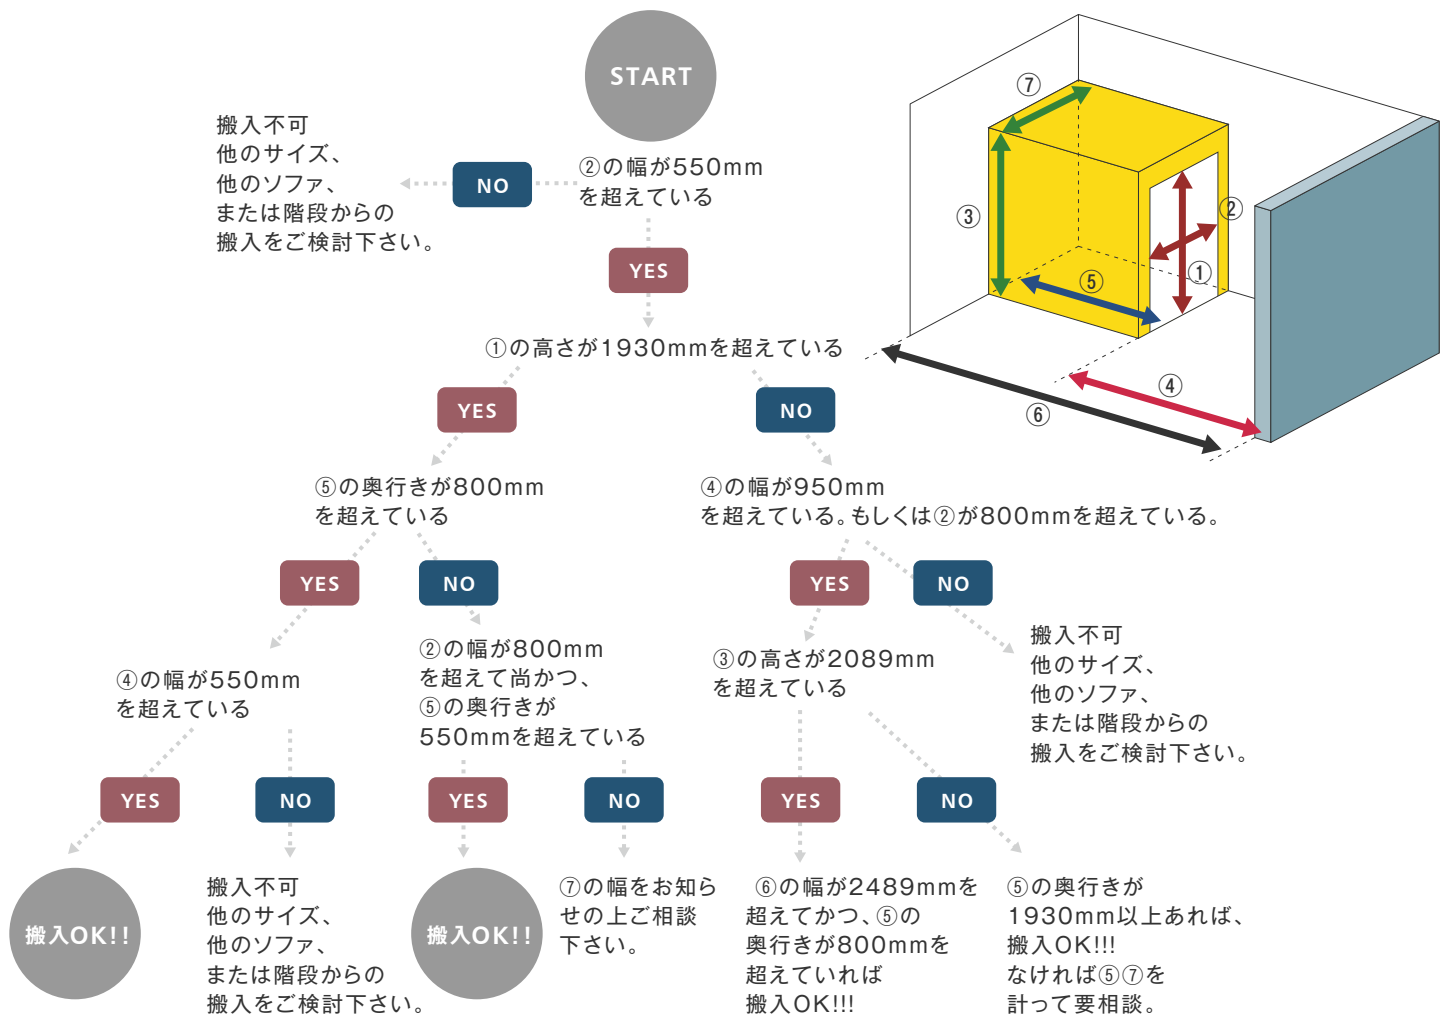 START
②の幅が550mm
を超えている
NO
搬入不可
他のサイズ、
他のソファ、
または階段からの
搬入をご検討下さい。
YES
①の高さが1930mmを超えている
YES
NO
⑤の奥行きが800mm
を超えている
④の幅が950mm
を超えている。もしくは②が800mmを超えている。
YES
NO
YES
NO
④の幅が550mm
を超えている
②の幅が800mm
を超えて尚かつ、
⑤の奥行きが
550mmを超えている
③の高さが2089mm
を超えている
搬入不可
他のサイズ、
他のソファ、
または階段からの
搬入をご検討下さい。
YES
NO
YES
NO
YES
NO
搬入OK!!
搬入不可
他のサイズ、
他のソファ、
または階段からの
搬入をご検討下さい。
搬入OK!!
⑦の幅をお知ら
せの上ご相談
下さい。
⑥の幅が2489mmを
超えてかつ、⑤の
奥行きが800mmを
超えていれば
搬入OK!!!
⑤の奥行きが
1930mm以上あれば、
搬入OK!!!
なければ⑤⑦を
計って要相談。
⑦
③
②
①
⑤
④
⑥